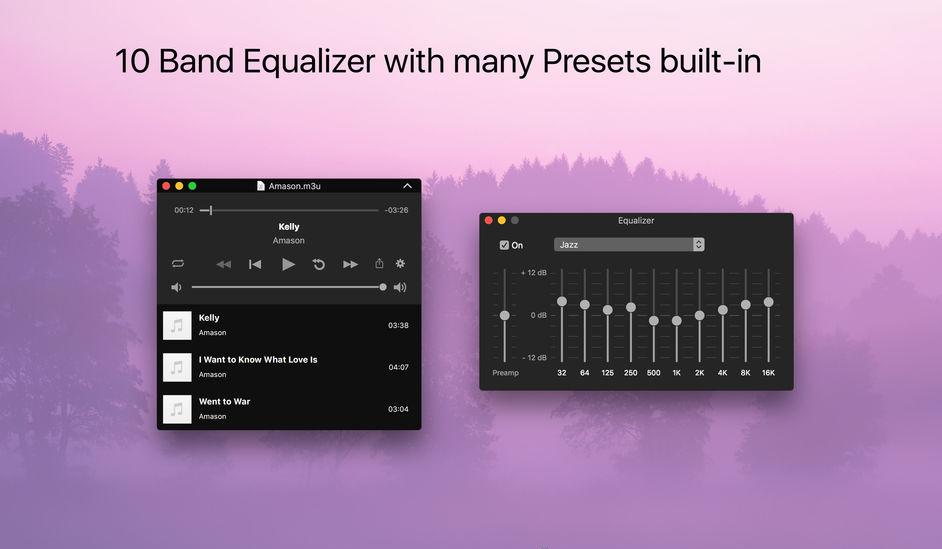 10 Band Equalizer with many Presets built-in
Amason.m3u
00:12
-03:26
Kelly
Amason
Kelly
Amason
03:38
I Want to Know What Love Is
Amason
04:07
Went to War
Amason
03:04
Equalizer
On
Jazz
+ 12 dB
0 dB
- 12 dB
Preamp 32 64 125 250 500 1K 2K 4K 8K 16K